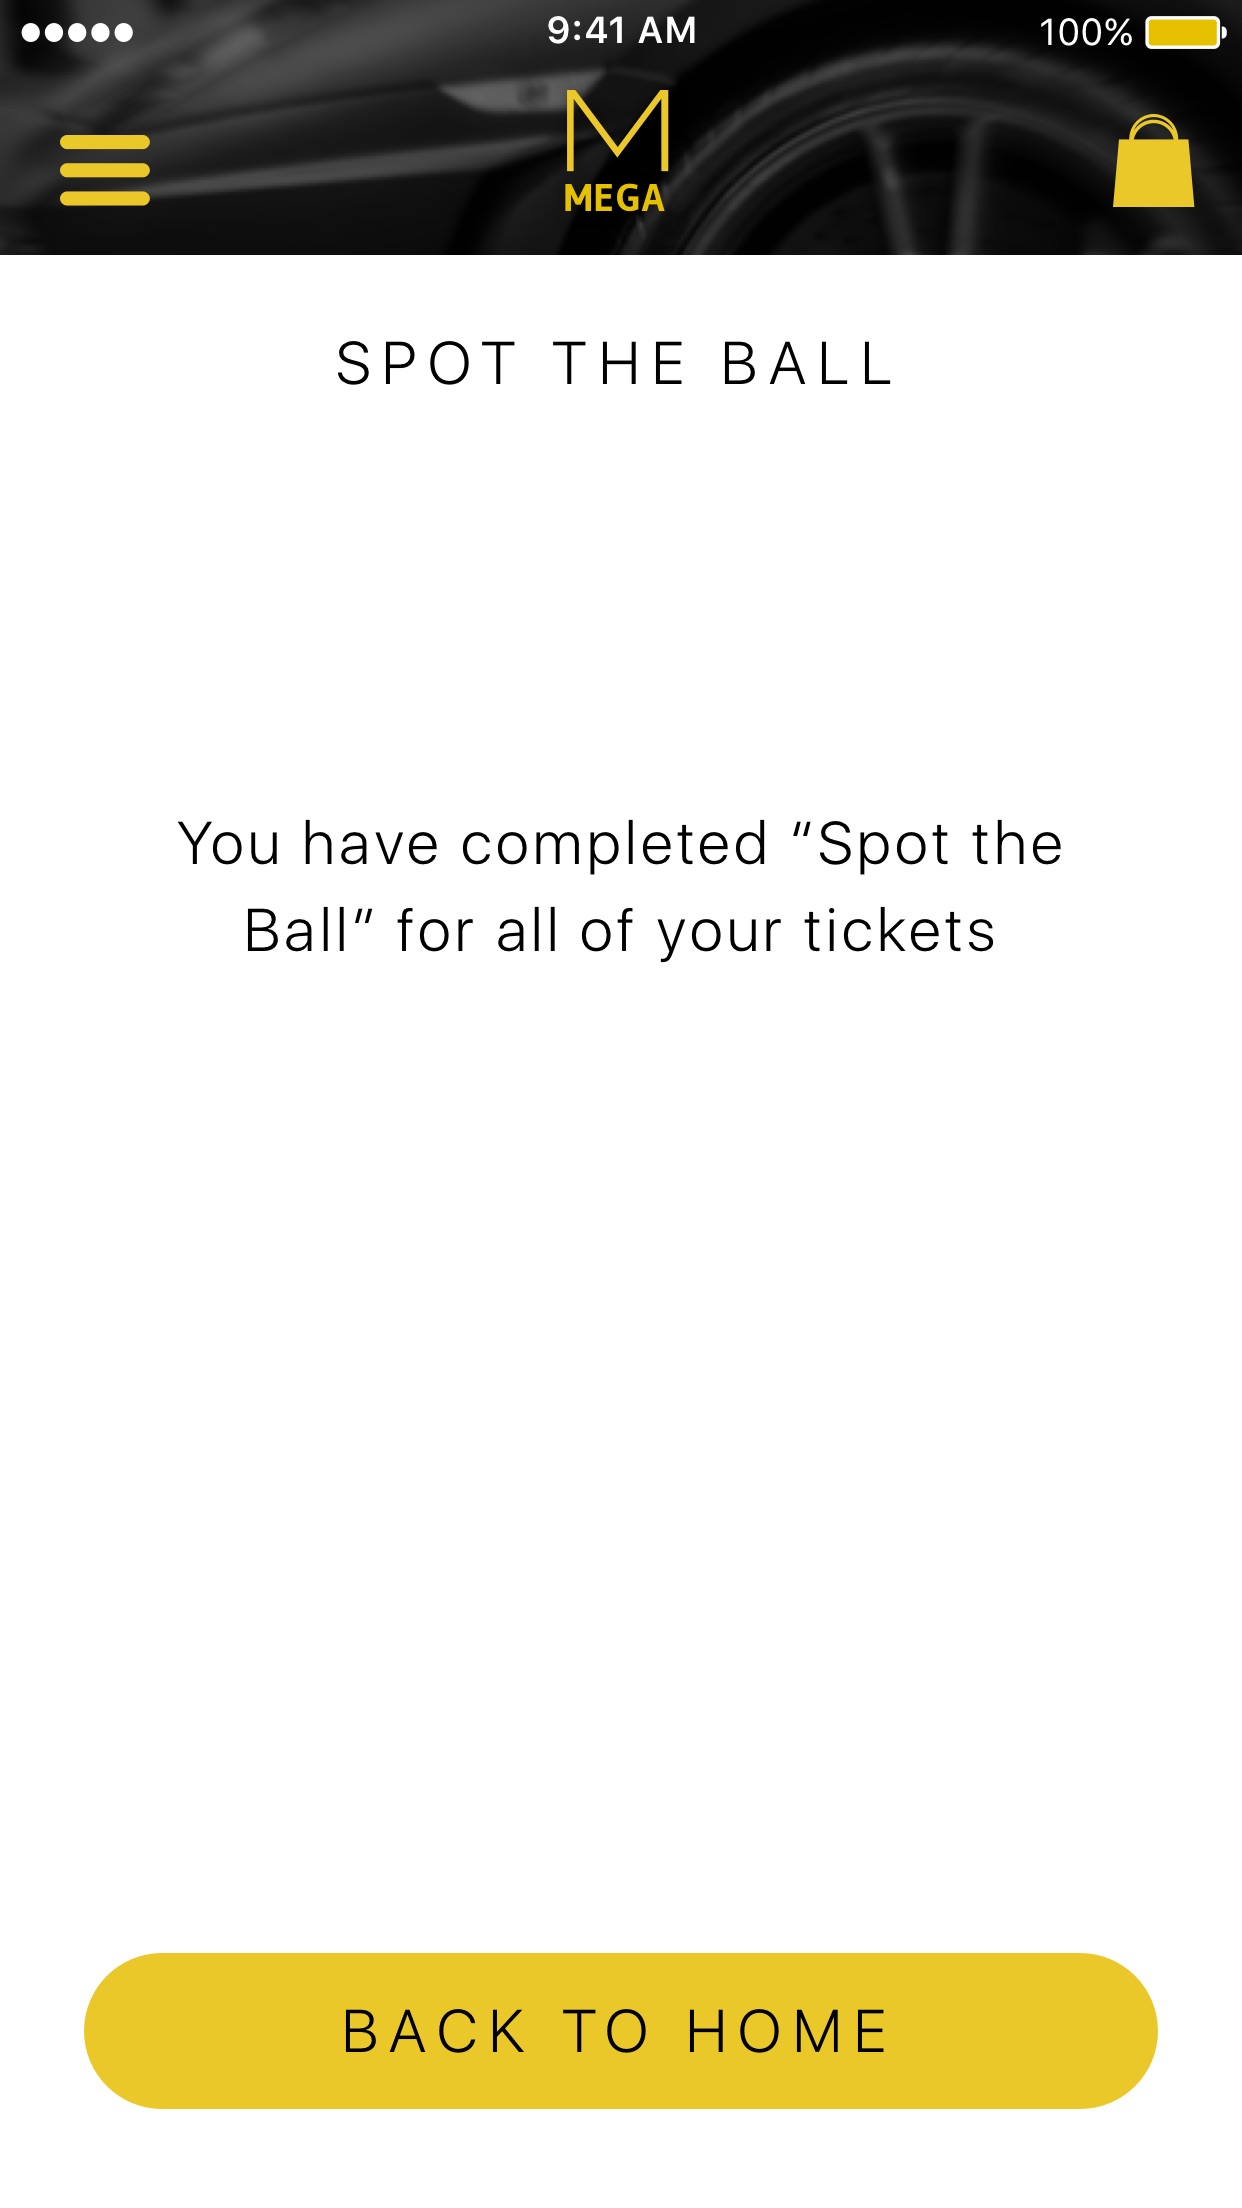 9:41 AM
100%
M
MEGA
SPOT THE BALL
You have completed "Spot the
Ball" for all of your tickets
BACK TO HOME